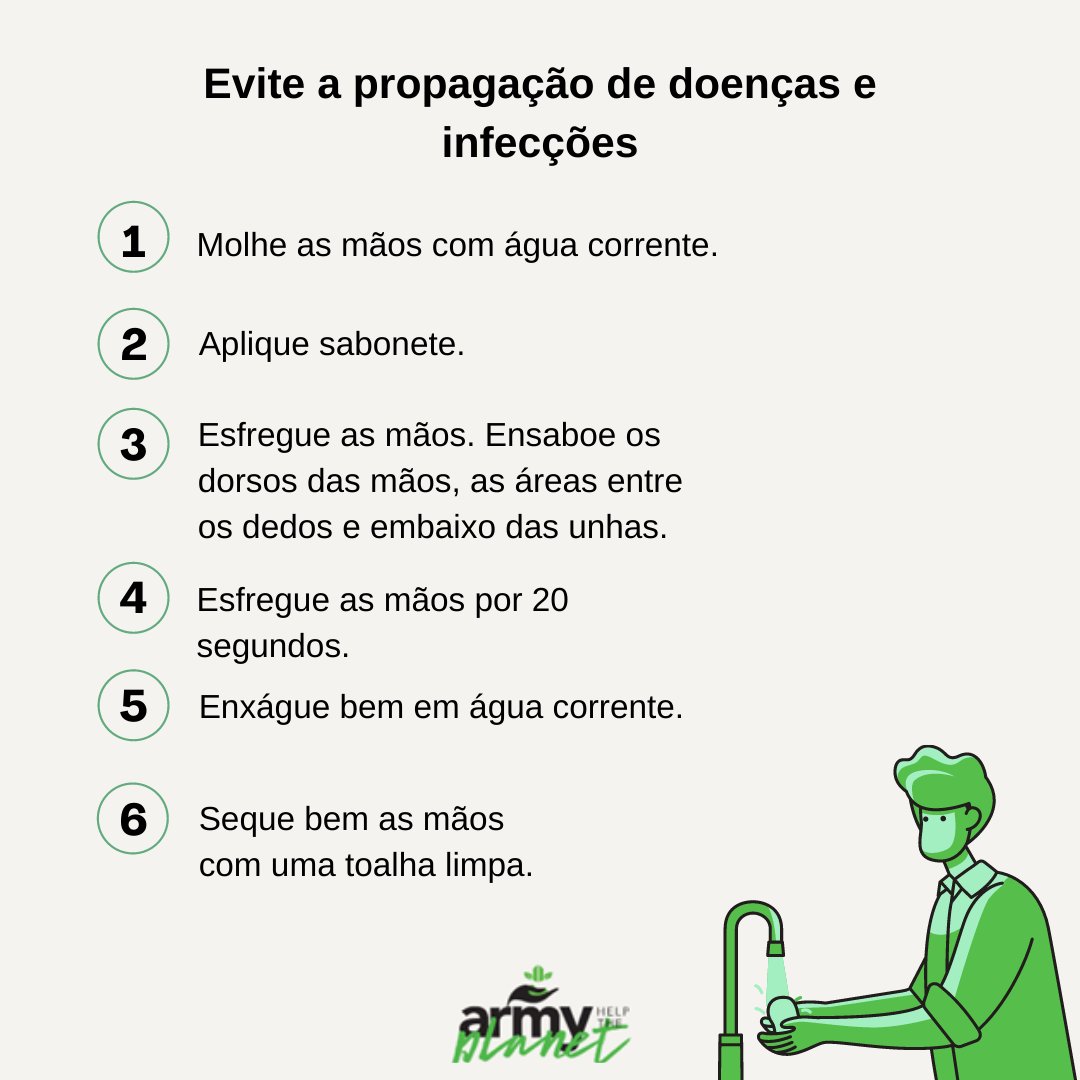 Evite a propagação de doenças e
infecções
1
Molhe as mãos com água corrente.
2
Aplique sabonete.
3
Esfregue as mãos. Ensaboe os
dorsos das mãos, as áreas entre
os dedos e embaixo das unhas.
4
Esfregue as mãos por 20
segundos.
5
Enxágue bem em água corrente.
6
Seque bem as mãos
com uma toalha limpa.
army HELP
THE
planet